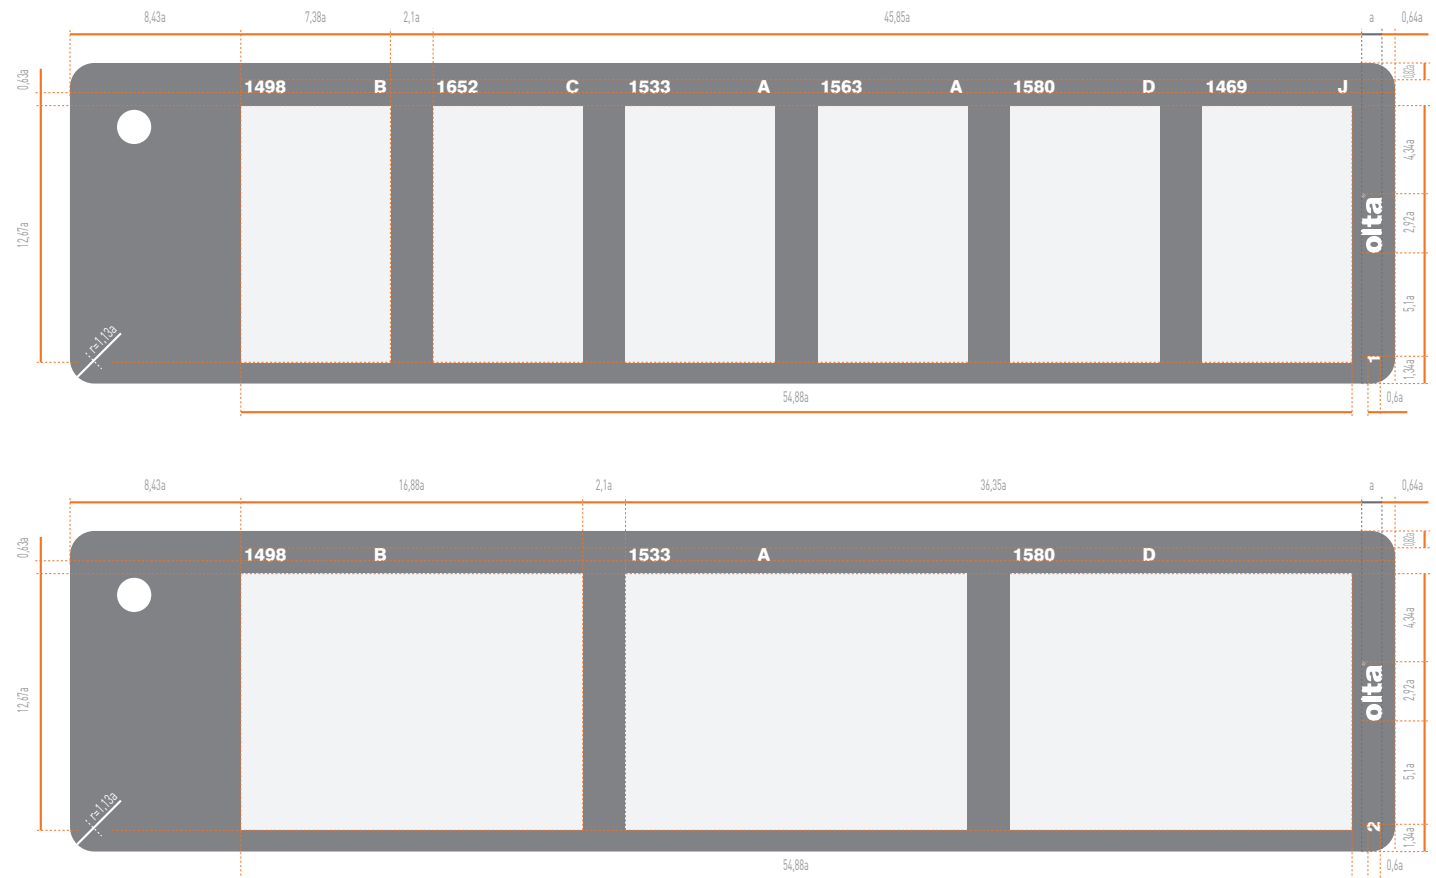 8,43a 7,38a 2,1a 45,85a a 0,64a
0,63a
0,82a
1498 B 1652 C 1533 A 1563 A 1580 D 1469 J
4,34a
12,67a
olta
2,92a
5,1a
r=1,13a
1
1,34a
54,88a
0,6a
8,43a 16,88a 2,1a 36,35a a 0,64a
0,63a
0,82a
1498 B 1533 A 1580 D
4,34a
12,67a
olta
2,92a
5,1a
r=1,13a
2
1,34a
54,88a
0,6a